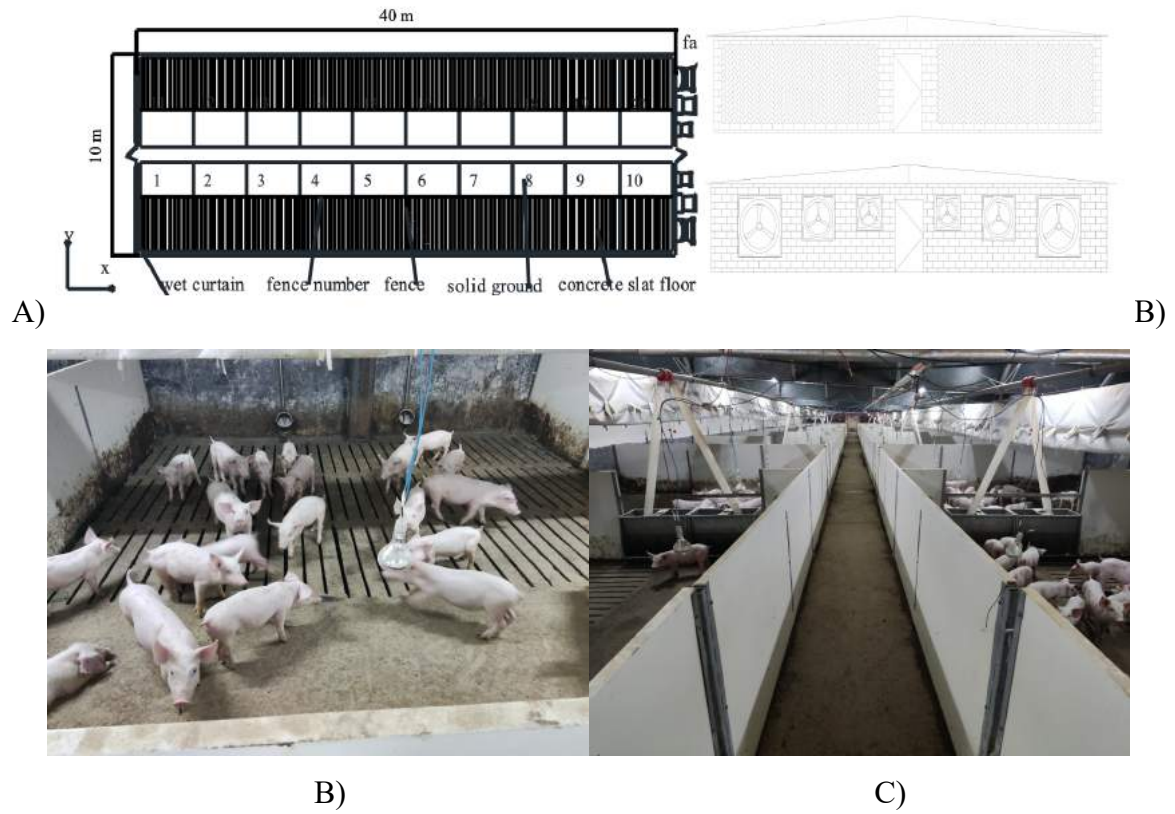 40 m
fa
10 m
1 2 3 4 5 6 7 8 9 10
y
x
wet curtain fence number fence solid ground concrete slat floor
A)
B)
B)
C)